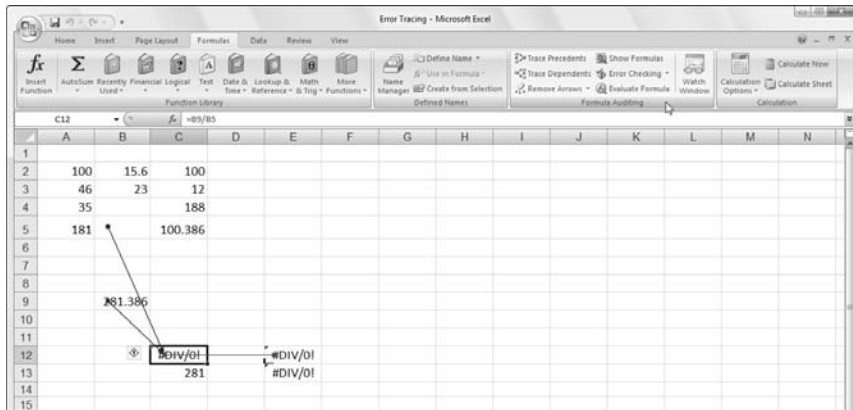 Error Tracing - Microsoft Excel
Home Insert Page Layout Formulas Data Review View
fx Insert Function
Σ AutoSum
Recently Used
Financial
Logical
Text
Date & Time
Lookup & Reference
Math & Trig
More Functions
Function Library
Name Manager
Define Name
Use in Formula
Create from Selection
Defined Names
Trace Precedents
Trace Dependents
Remove Arrows
Show Formulas
Error Checking
Evaluate Formula
Watch Window
Formula Auditing
Calculation Options
Calculate Now
Calculate Sheet
Calculation
C12 fx =B9/B5
A B C D E F G H I J K L M N
1
2 100 15.6 100
3 46 23 12
4 35 188
5 181 100.386
6
7
8
9 281.386
10
11
12 #DIV/0! #DIV/0!
13 281 #DIV/0!
14
15